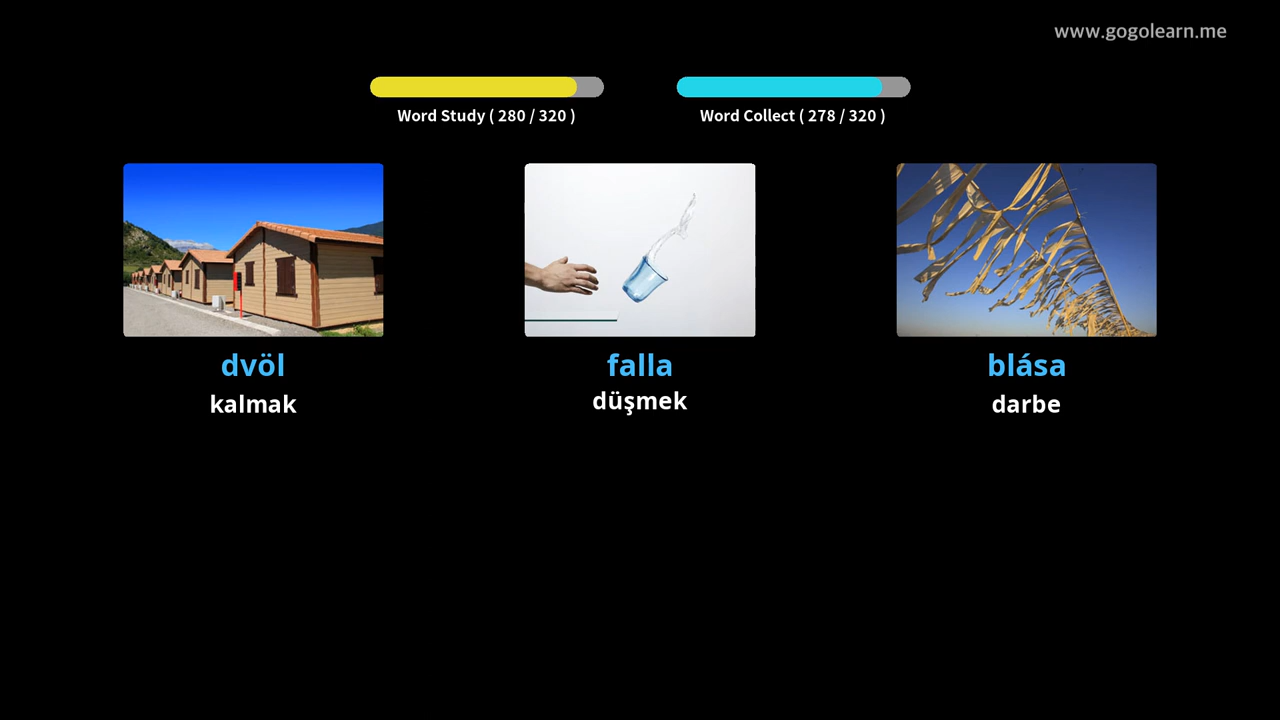 www.gogolearn.me
Word Study ( 280 / 320 )
Word Collect ( 278 / 320 )
dvöl
falla
blása
kalmak
düşmek
darbe